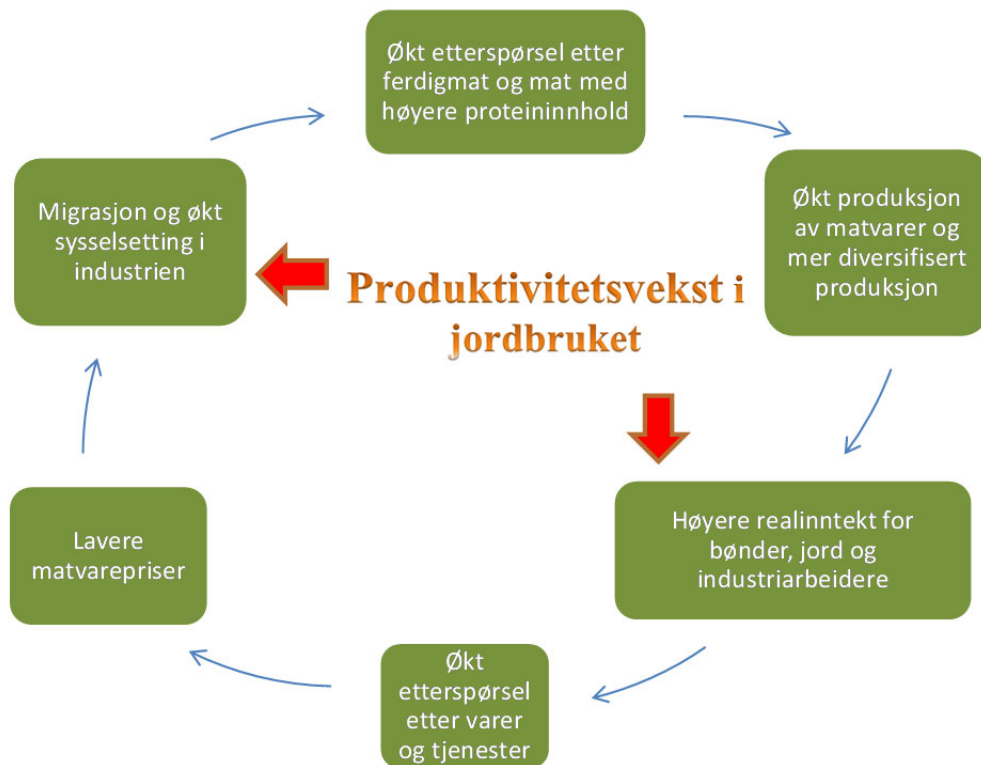 Økt etterspørsel etter
ferdigmat og mat med
høyere proteininnhold
Økt produksjon
av matvarer og
mer diversifisert
produksjon
Migrasjon og økt
sysselsetting i
industrien
Produktivitetsvekst i
jordbruket
Høyere realinntekt for
bønder, jord og
industriarbeidere
Lavere
matvarepriser
Økt
etterspørsel
etter varer
og tjenester